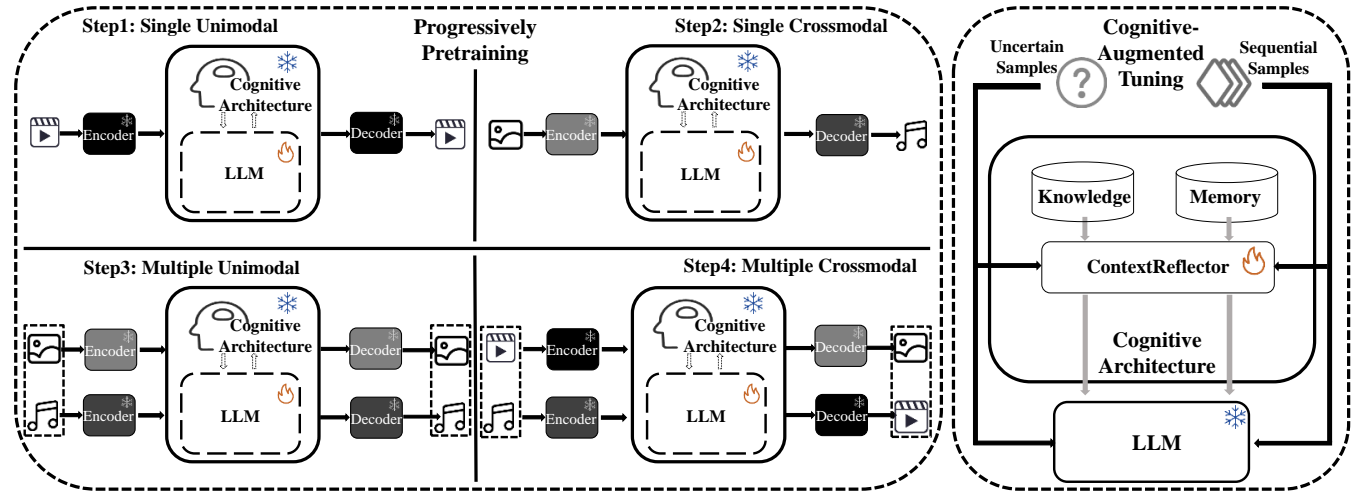 Step1: Single Unimodal
Progressively
Pretraining
Step2: Single Crossmodal
Cognitive
Architecture
Encoder
LLM
Decoder
Cognitive
Architecture
Encoder
LLM
Decoder
Step3: Multiple Unimodal
Cognitive
Architecture
Encoder
Decoder
Encoder
LLM
Decoder
Step4: Multiple Crossmodal
Cognitive
Architecture
Encoder
Decoder
Encoder
LLM
Decoder
Uncertain
Samples
?
Cognitive-
Augmented
Tuning
Sequential
Samples
Knowledge
Memory
ContextReflector
Cognitive
Architecture
LLM